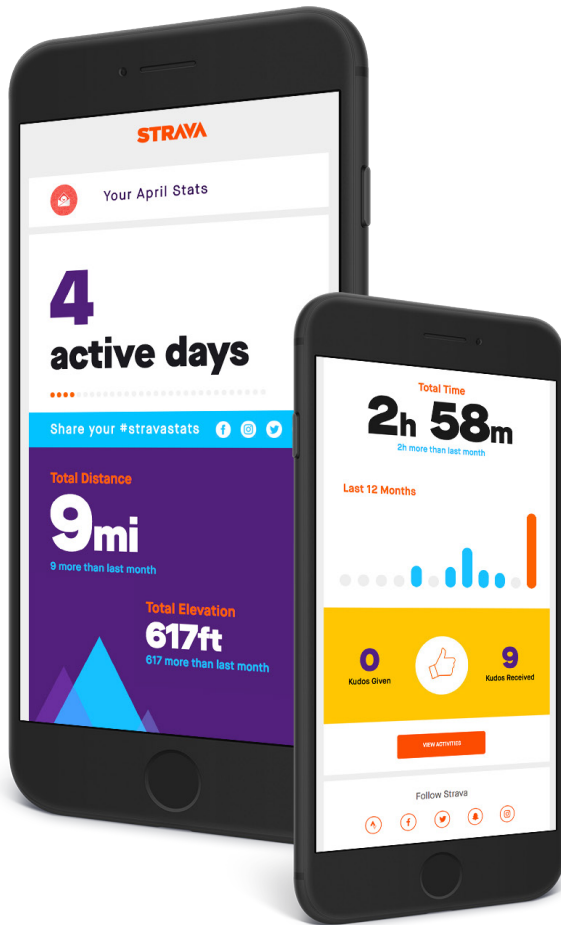 STRAVA
Your April Stats
4
active days
Share your #stravastats
Total Distance
9mi
9 more than last month
Total Elevation
617ft
617 more than last month
Total Time
2h 58m
2h more than last month
Last 12 Months
0
Kudos Given
9
Kudos Received
VIEW ACTIVITIES
Follow Strava